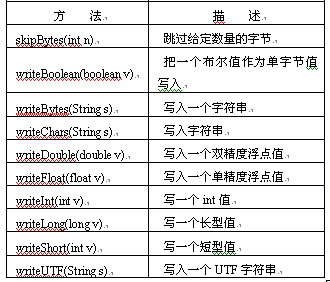 方 法 描 述
skipBytes(int n) 跳过给定数量的字节
writeBoolean(boolean v) 把一个布尔值作为单字节值
写入
writeBytes(String s) 写入一个字符串
writeChars(String s) 写入字符串
writeDouble(double v) 写入一个双精度浮点值
writeFloat(float v) 写入一个单精度浮点值
writeInt(int v) 写一个 int 值
writeLong(long v) 写一个长型值
writeShort(int v) 写一个短型值
writeUTF(String s) 写入一个 UTF 字符串